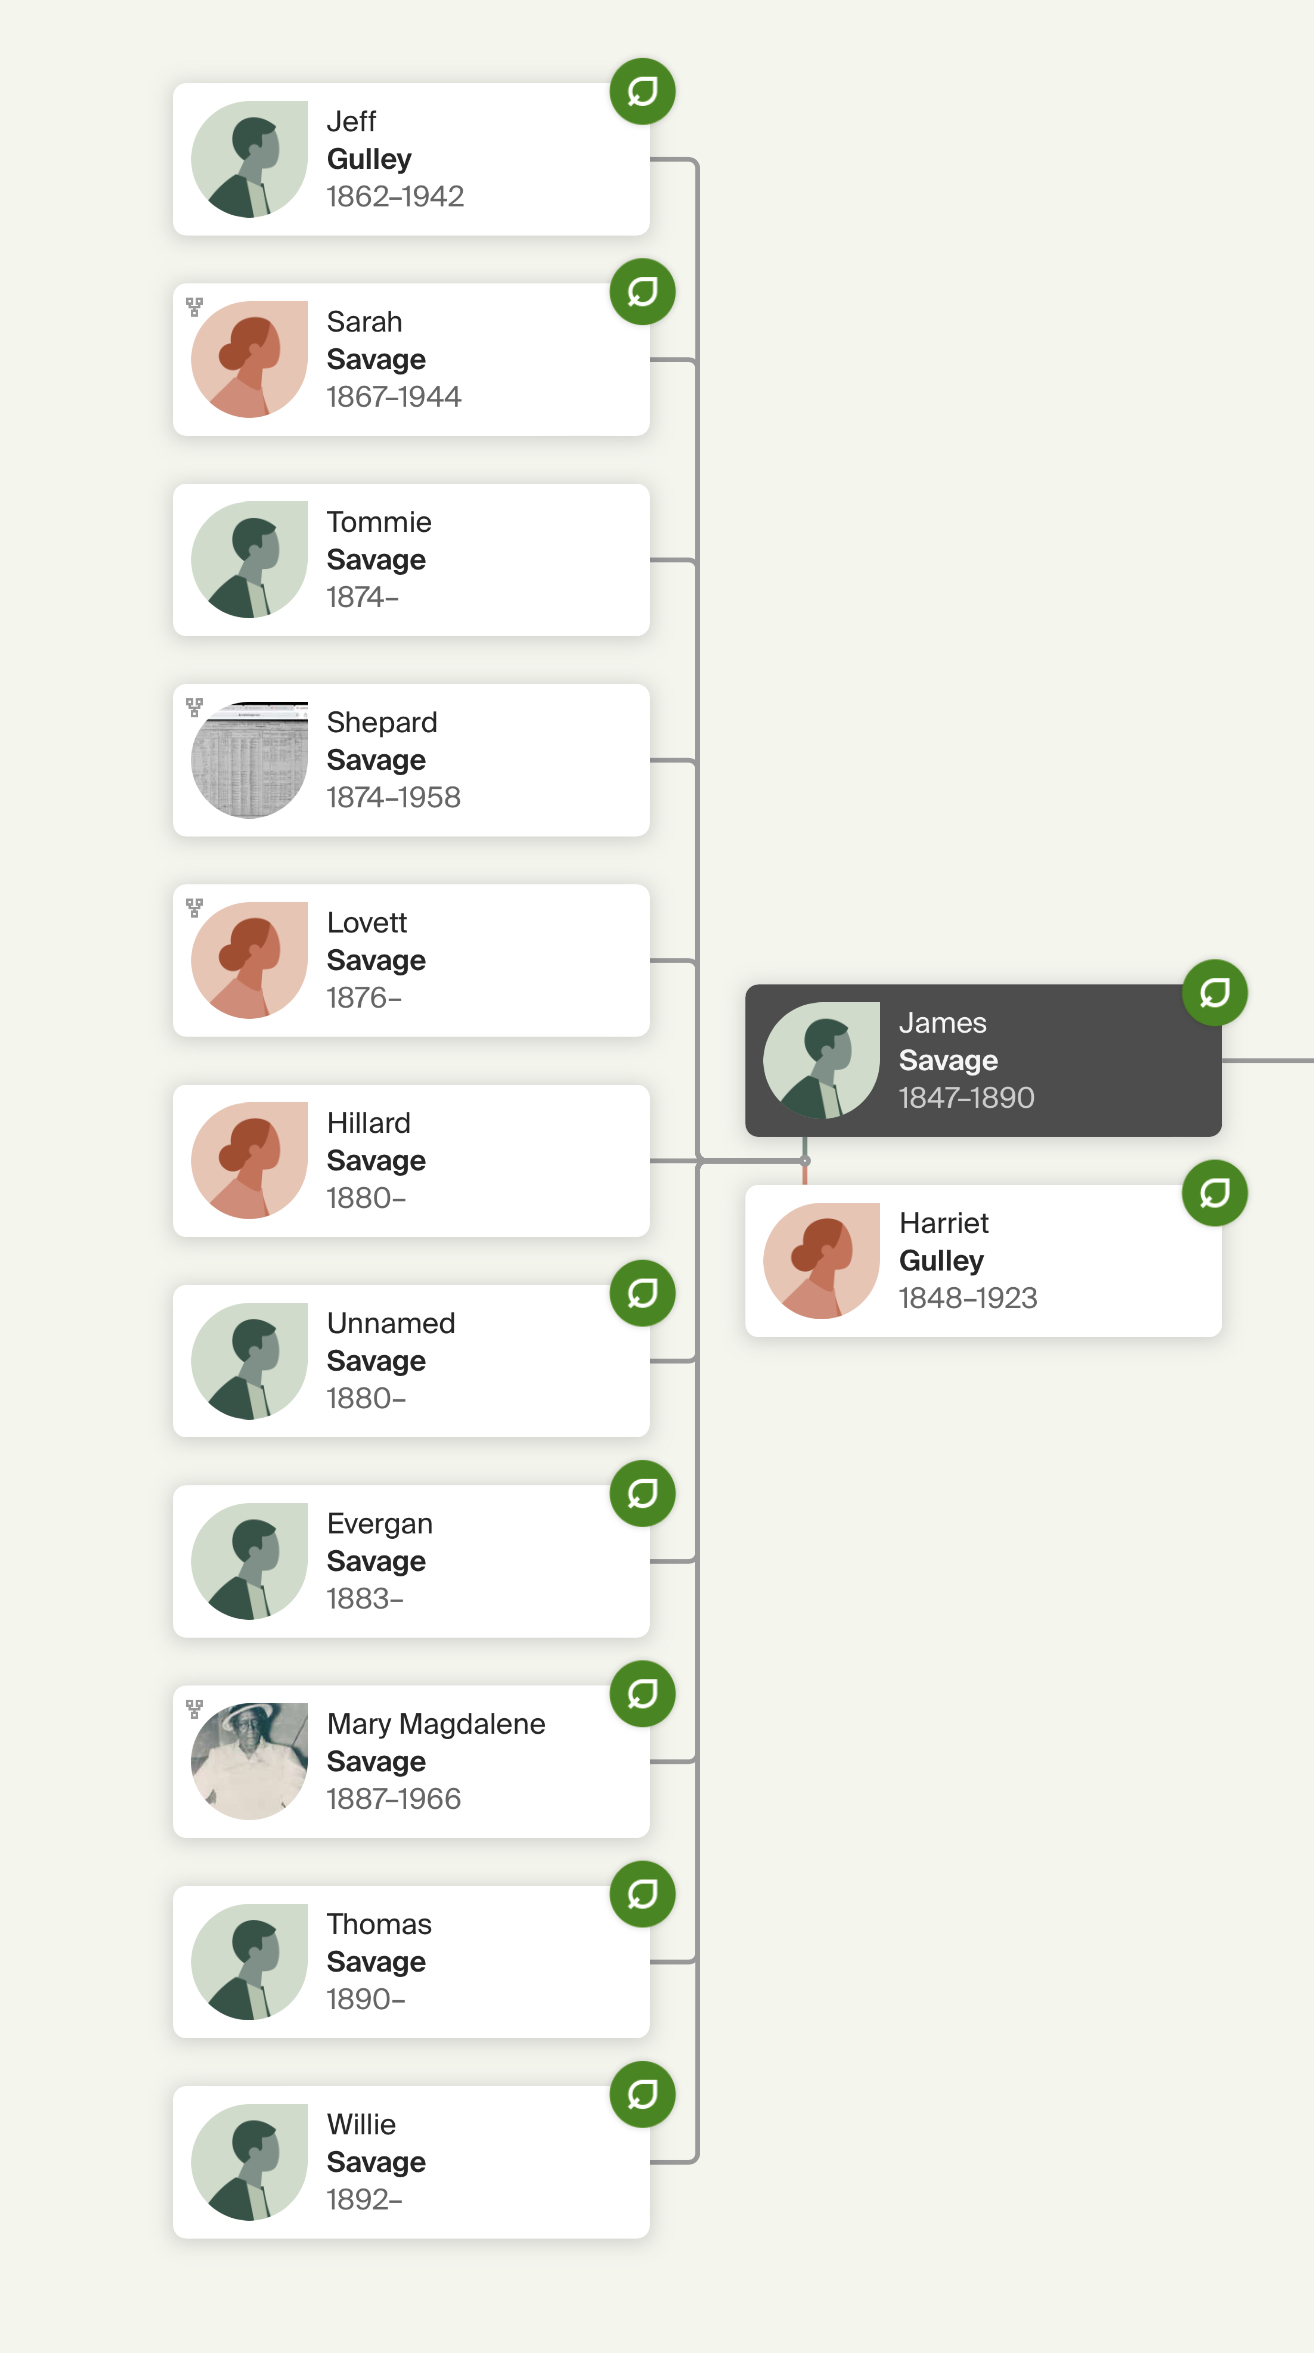 Jeff
Gulley
1862–1942
Sarah
Savage
1867–1944
Tommie
Savage
1874–
Shepard
Savage
1874–1958
Lovett
Savage
1876–
Hillard
Savage
1880–
Unnamed
Savage
1880–
Evergan
Savage
1883–
Mary Magdalene
Savage
1887–1966
Thomas
Savage
1890–
Willie
Savage
1892–
James
Savage
1847–1890
Harriet
Gulley
1848–1923